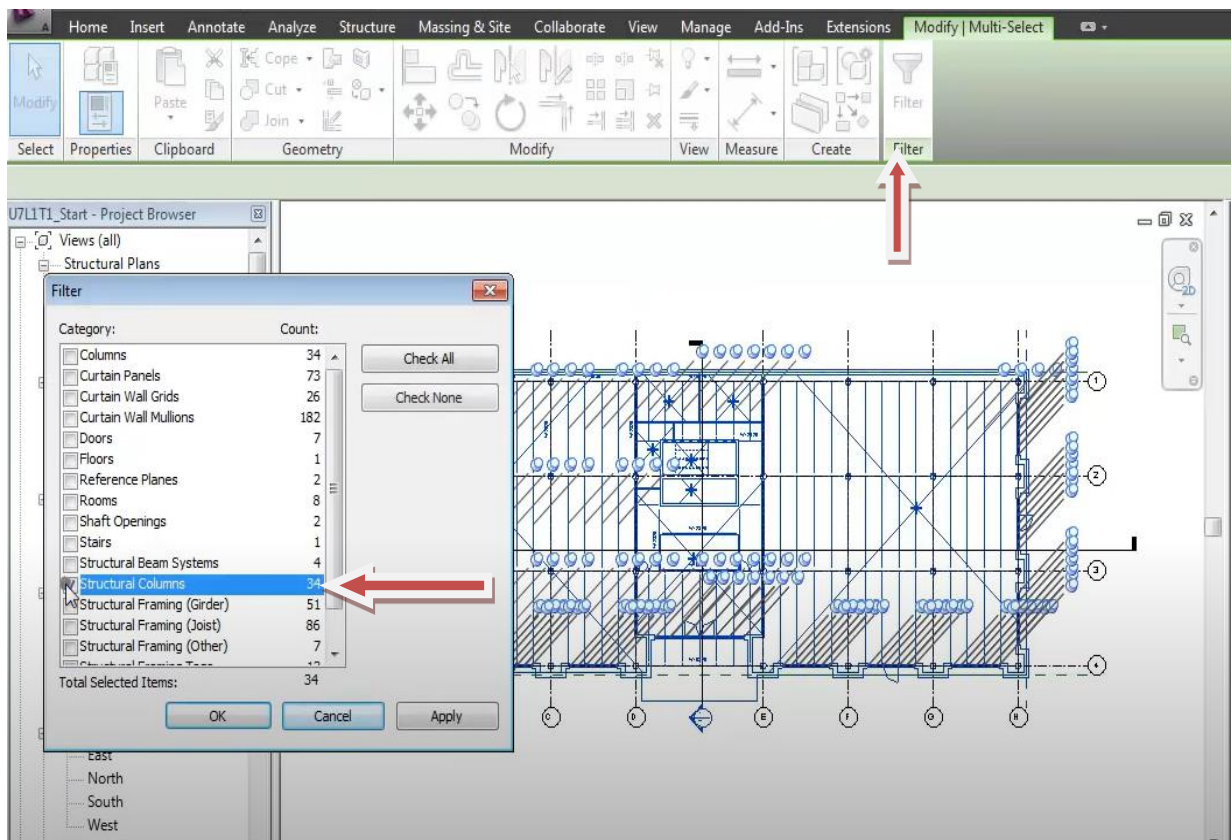 Home Insert Annotate Analyze Structure Massing & Site Collaborate View Manage Add-Ins Extensions Modify | Multi-Select
Cope
Cut
Join
Modify
Paste
Filter
Select Properties Clipboard Geometry Modify View Measure Create Filter
U7L1T1_Start - Project Browser
Views (all)
Structural Plans
2D
Filter
Category: Count:
Columns 34
Curtain Panels 73
Curtain Wall Grids 26
Curtain Wall Mullions 182
Doors 7
Floors 1
Reference Planes 2
Rooms 8
Shaft Openings 2
Stairs 1
Structural Beam Systems 4
Structural Columns 34
Structural Framing (Girder) 51
Structural Framing (Joist) 86
Structural Framing (Other) 7
Check All
Check None
Total Selected Items: 34
OK Cancel Apply
1
2
3
4
C D E F G H
East
North
South
West